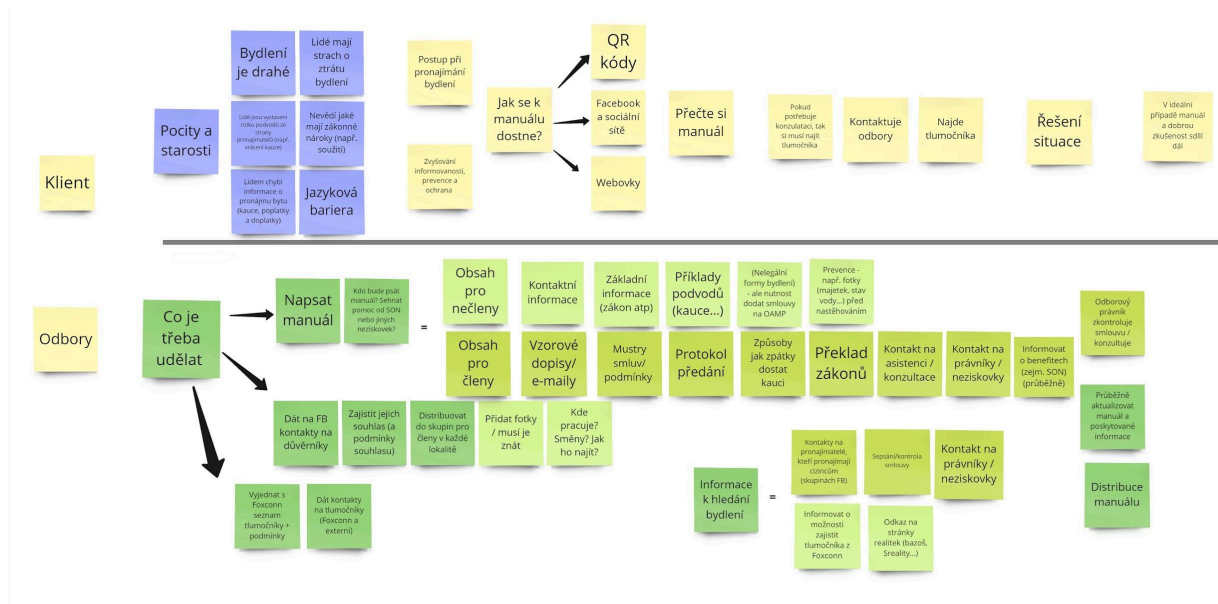 Klient
Pocity a
starosti
Bydlení
je drahé
Lidé mají
strach o
ztrátu
bydlení
Lidé jsou vystaveni
riziku podvodů ze
strany
pronajímatelů (např.
vrácení kauce)
Nevědí jaké
mají zákonné
nároky (např.
soužití)
Lidem chybí
informace o
pronájmu bytu
(kauce, poplatky
a doplatky)
Jazyková
bariera
Postup při
pronajímání
bydlení
Zvyšování
informovanosti,
prevence a
ochrana
Jak se k
manuálu
dostne?
QR
kódy
Facebook
a sociální
sítě
Webovky
Přečte si
manuál
Pokud
potřebuje
konzulataci, tak
si musí najít
tlumočníka
Kontaktuje
odbory
Najde
tlumočníka
Řešení
situace
V ideální
případě manuál
a dobrou
zkušenost sdílí
dál
Odbory
Co je
třeba
udělat
Napsat
manuál
Kdo bude psát
manuál? Sehnat
pomoc od SON
nebo jiných
neziskovek?
=
Obsah
pro
nečleny
Kontaktní
informace
Základní
informace
(zákon atp)
Příklady
podvodů
(kauce...)
(Nelegální
formy bydlení) -
ale nutnost
dodat smlouvy
na OAMP
Prevence -
např. fotky
(majetek, stav
vody...) před
nastěhováním
Obsah
pro
členy
Vzorové
dopisy/
e-maily
Mustry
smluv/
podmínky
Protokol
předání
Způsoby
jak zpátky
dostat
kauci
Překlad
zákonů
Kontakt na
asistenci /
konzultace
Kontakt na
právníky /
neziskovky
Informovat
o benefitech
(zejm. SON)
(průběžně)
Odborový
právník
zkontroluje
smlouvu /
konzultuje
Průběžně
aktualizovat
manuál a
poskytované
informace
Distribuce
manuálu
Dát na FB
kontakty na
důvěrníky
Zajistit jejich
souhlas (a
podmínky
souhlasu)
Distribuovat
do skupin pro
členy v každé
lokalitě
Přidat fotky
/ musí je
znát
Kde
pracuje?
Směny? Jak
ho najít?
Vyjednat s
Foxconn
seznam
tlumočníky +
podmínky
Dát kontakty
na tlumočníky
(Foxconn a
externí)
Informace
k hledání
bydlení
=
Kontakty na
pronajimatelé,
kteří pronajímají
cizincům
(skupinách FB)
Sepsání/kontrola
smlouvy
Kontakt na
právníky /
neziskovky
Informovat o
možnosti
zajistit
tlumočníka z
Foxconn
Odkaz na
stránky
realitek (bazoš,
Sreality...)